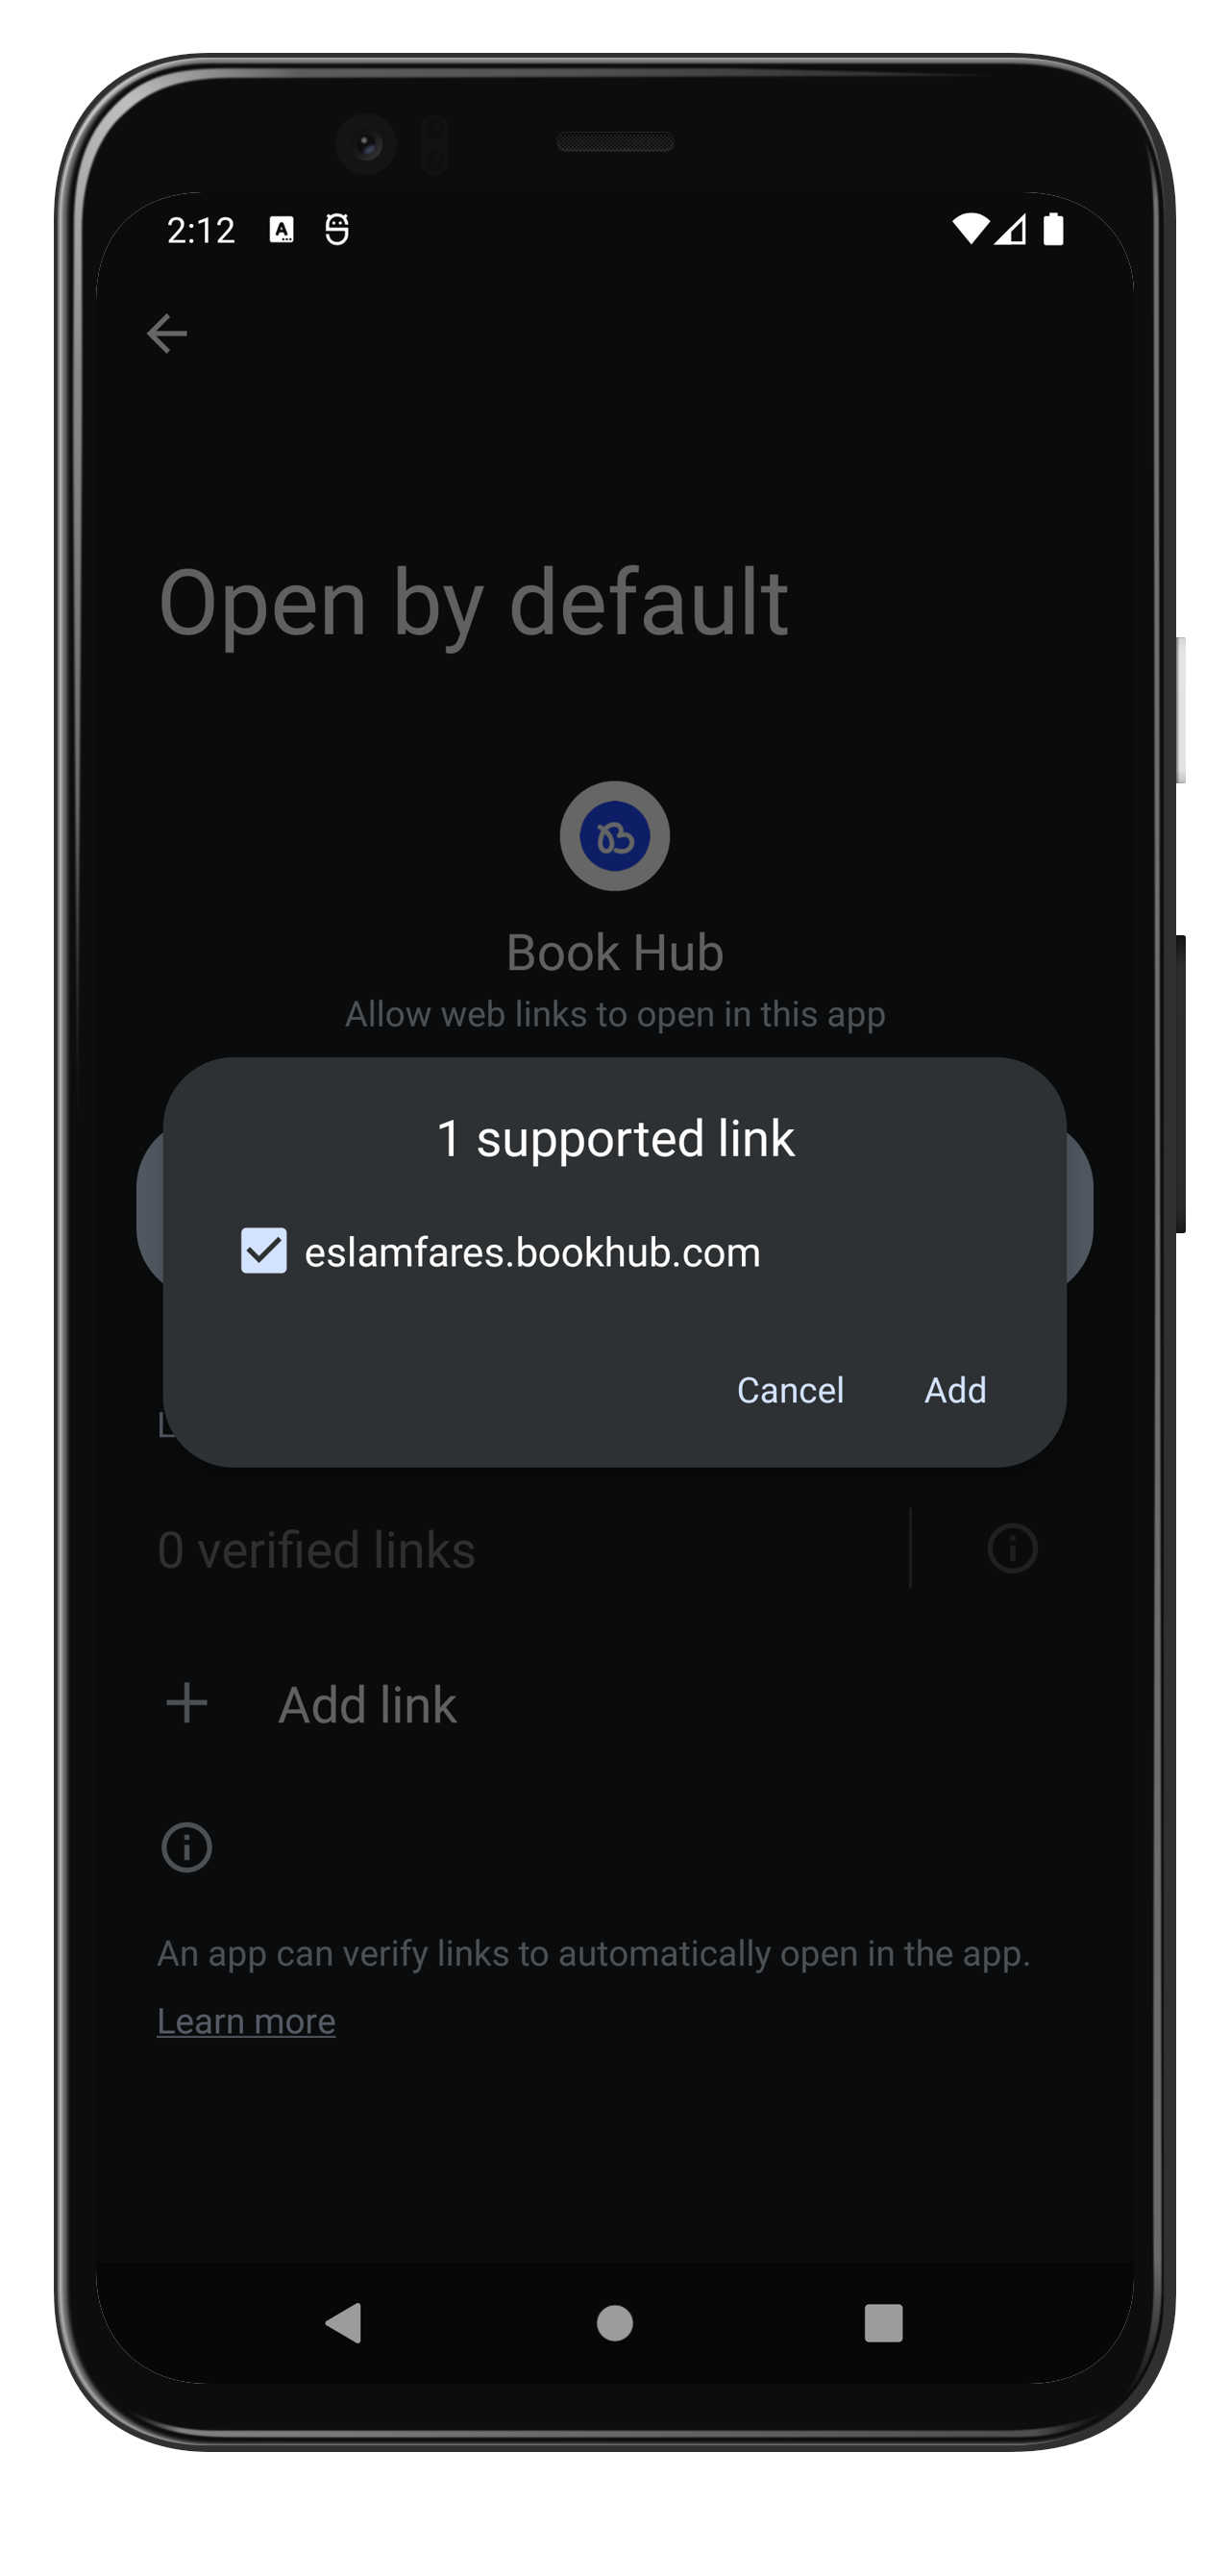 2:12
Open by default
Book Hub
Allow web links to open in this app
1 supported link
eslamfares.bookhub.com
Cancel Add
L
0 verified links
Add link
An app can verify links to automatically open in the app.
Learn more